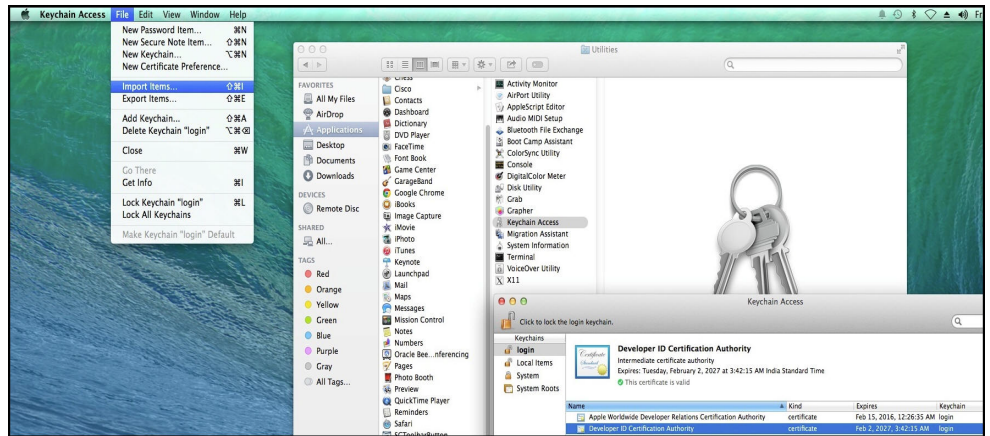 Keychain Access File Edit View Window Help Fr
New Password Item... ⌘N
New Secure Note Item... ⇧⌘N
New Keychain... ⌥⌘N
New Certificate Preference...
Import Items... ⇧⌘I
Export Items... ⇧⌘E
Add Keychain... ⇧⌘A
Delete Keychain "login" ⌥⌘⌫
Close ⌘W
Go There
Get Info ⌘I
Lock Keychain "login" ⌘L
Lock All Keychains
Make Keychain "login" Default
Utilities
FAVORITES
All My Files
AirDrop
Applications
Desktop
Documents
Downloads
DEVICES
Remote Disc
SHARED
All...
TAGS
Red
Orange
Yellow
Green
Blue
Purple
Gray
All Tags...
Chess
Cisco
Contacts
Dashboard
Dictionary
DVD Player
FaceTime
Font Book
Game Center
GarageBand
Google Chrome
iBooks
Image Capture
iMovie
iPhoto
iTunes
Keynote
Launchpad
Mail
Maps
Messages
Mission Control
Notes
Numbers
Oracle Bee...nferencing
Pages
Photo Booth
Preview
QuickTime Player
Reminders
Safari
Activity Monitor
AirPort Utility
AppleScript Editor
Audio MIDI Setup
Bluetooth File Exchange
Boot Camp Assistant
ColorSync Utility
Console
DigitalColor Meter
Disk Utility
Grab
Grapher
Keychain Access
Migration Assistant
System Information
Terminal
VoiceOver Utility
X11
Keychain Access
Click to lock the login keychain.
Keychains
login
Local Items
System
System Roots
Developer ID Certification Authority
Intermediate certificate authority
Expires: Tuesday, February 2, 2027 at 3:42:15 AM India Standard Time
This certificate is valid
Name Kind Expires Keychain
Apple Worldwide Developer Relations Certification Authority certificate Feb 15, 2016, 12:26:35 AM login
Developer ID Certification Authority certificate Feb 2, 2027, 3:42:15 AM login